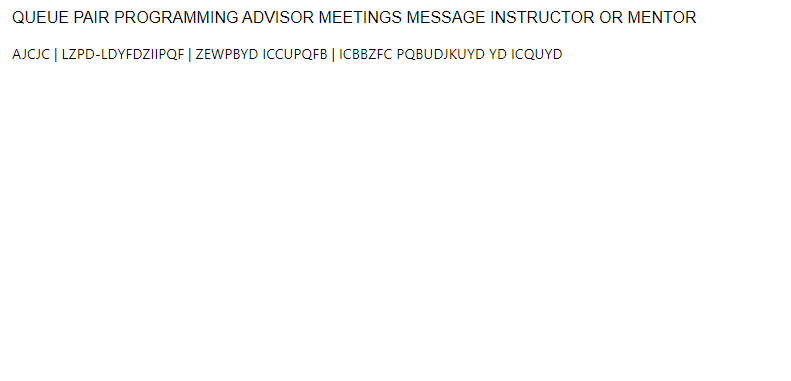 QUEUE PAIR PROGRAMMING ADVISOR MEETINGS MESSAGE INSTRUCTOR OR MENTOR
AJCJC | LZPD-LDYFDZIIPQF | ZEWPBYD ICCUPQFB | ICBBZFC PQBUDJKUYD YD ICQUYD